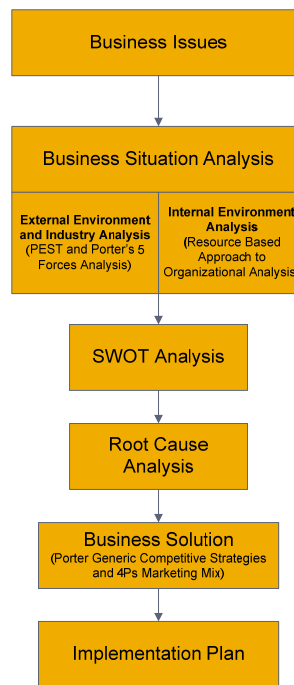 Business Issues
Business Situation Analysis
External Environment
and Industry Analysis
(PEST and Porter's 5
Forces Analysis)
Internal Environment
Analysis
(Resource Based
Approach to
Organizational Analysis
SWOT Analysis
Root Cause
Analysis
Business Solution
(Porter Generic Competitive Strategies
and 4Ps Marketing Mix)
Implementation Plan